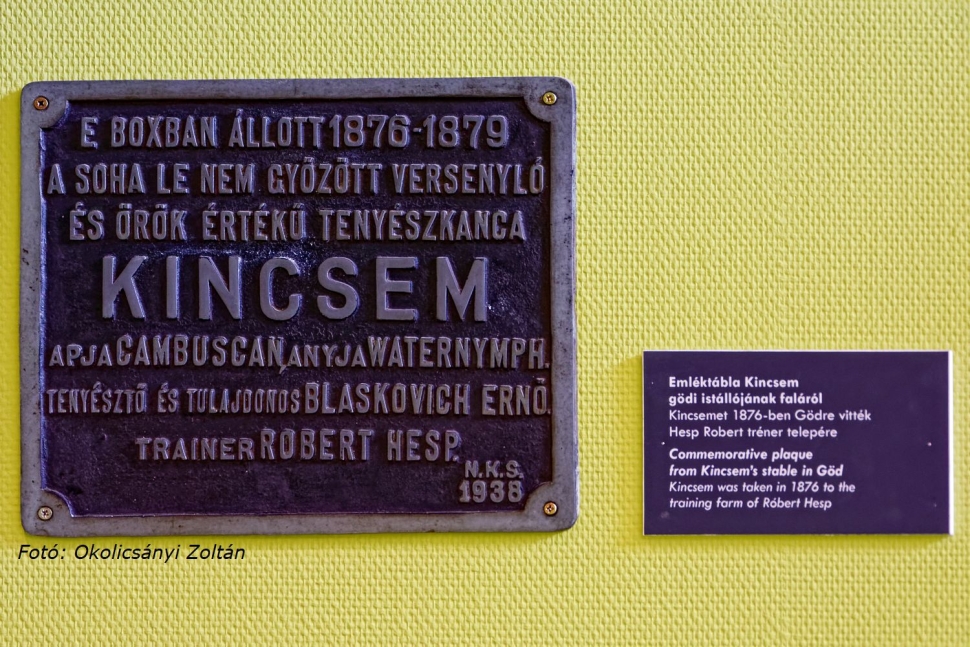 E BOXBAN ÁLLOTT 1876-1879
A SOHA LE NEM GYŐZÖTT VERSENYLÓ
ÉS ÖRÖK ÉRTÉKŰ TENYÉSZKANCA
KINCSEM
APJA CAMBUSCAN, ANYJA WATERNYMPH.
TENYÉSZTŐ ÉS TULAJDONOS BLASKOVICH ERNŐ.
TRAINER ROBERT HESP.
N.K.S.
1938
Emléktábla Kincsem
gödi istállójának faláról
Kincsemet 1876-ben Gödre vitték
Hesp Robert tréner telepére
Commemorative plaque
from Kincsem's stable in Göd
Kincsem was taken in 1876 to the
training farm of Róbert Hesp
Fotó: Okolicsányi Zoltán